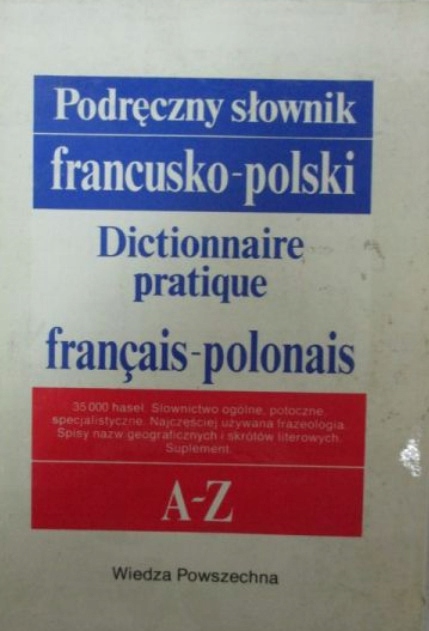 Podręczny słownik
francusko-polski
Dictionnaire
pratique
français-polonais
35 000 haseł. Słownictwo ogólne, potoczne,
specjalistyczne. Najczęściej używana frazeologia.
Spisy nazw geograficznych i skrótów literowych.
Suplement.
A-Z
Wiedza Powszechna